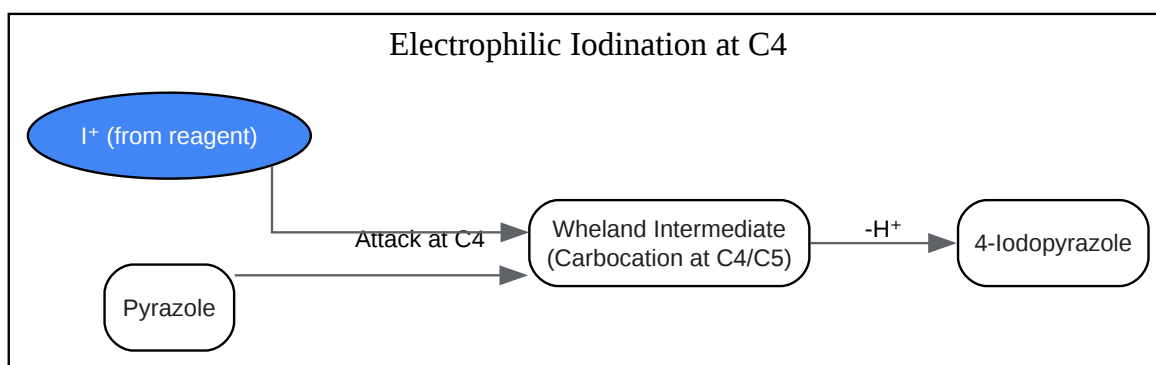 Electrophilic Iodination at C4
I⁺ (from reagent)
Attack at C4
Pyrazole
Wheland Intermediate
(Carbocation at C4/C5)
-H⁺
4-Iodopyrazole